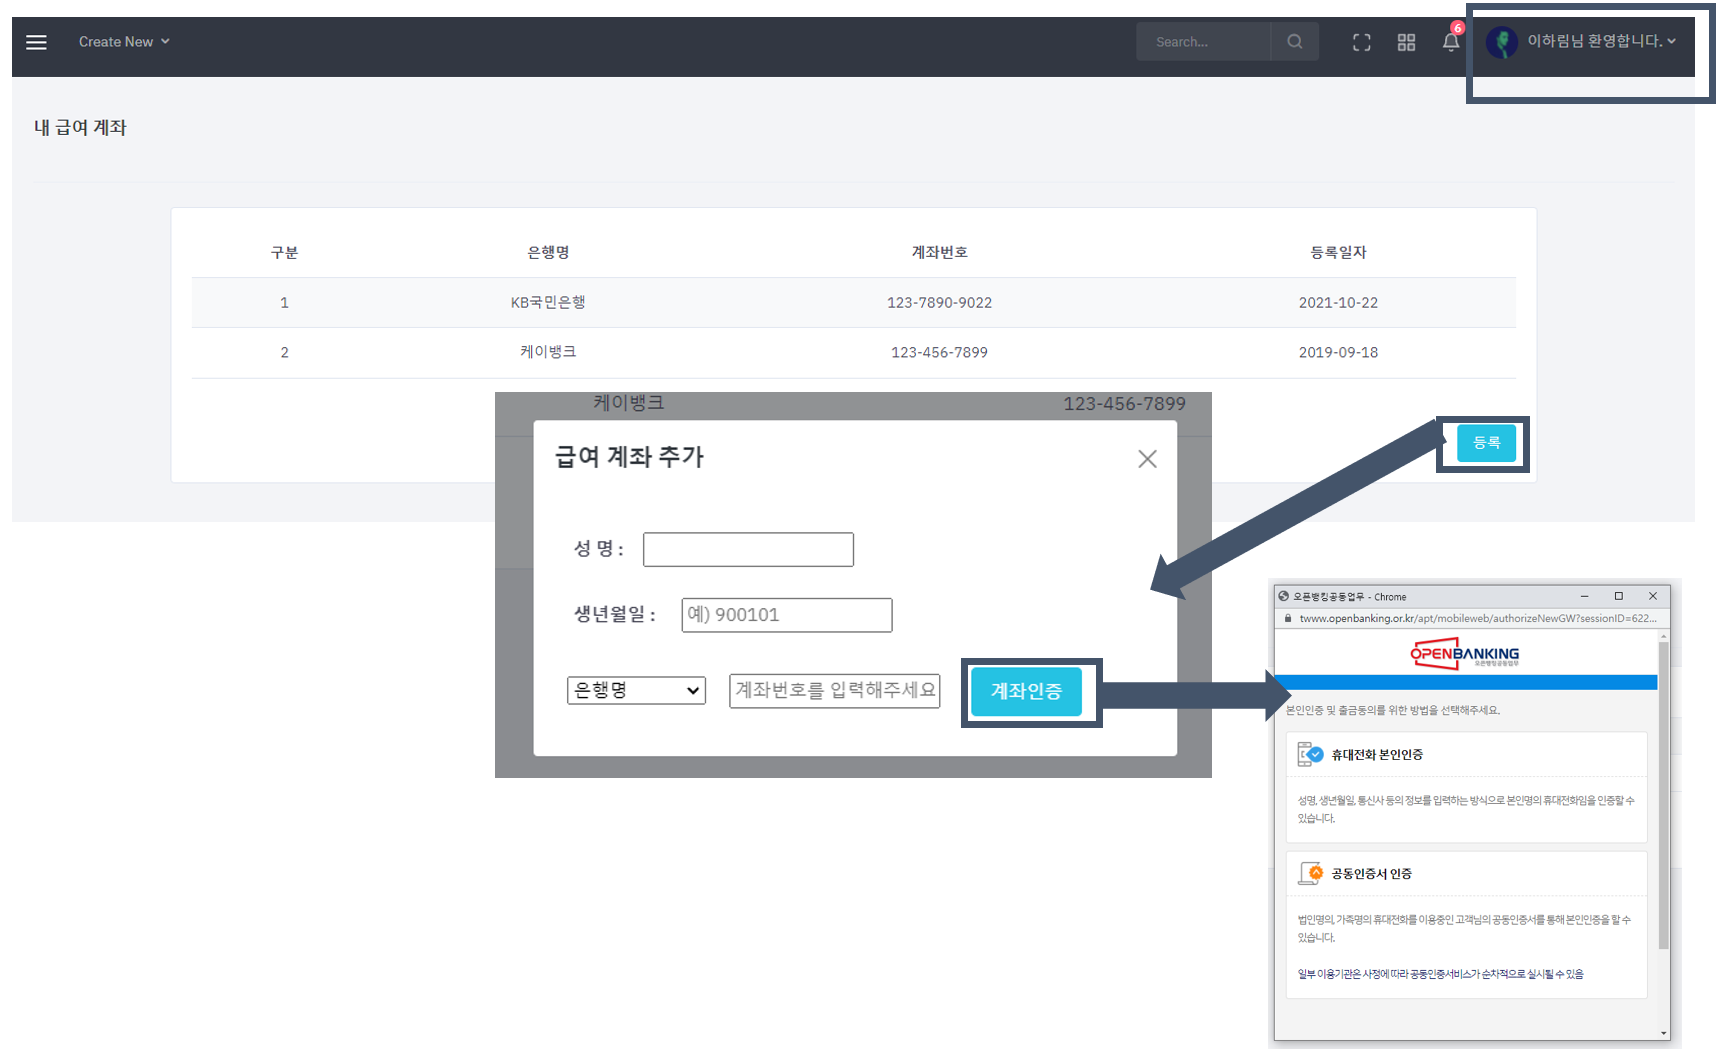 Create New
Search...
6
이하림님 환영합니다.
내 급여 계좌
구분 은행명 계좌번호 등록일자
1 KB국민은행 123-7890-9022 2021-10-22
2 케이뱅크 123-456-7899 2019-09-18
등록
케이뱅크 123-456-7899
급여 계좌 추가
성 명 :
생년월일 : 예) 900101
은행명 계좌번호를 입력해주세요 계좌인증
오픈뱅킹공동업무 - Chrome
twww.openbanking.or.kr/apt/mobileweb/authorizeNewGW?sessionID=622...
OPENBANKING
오픈뱅킹공동업무
본인인증 및 출금동의를 위한 방법을 선택해주세요.
휴대전화 본인인증
성명, 생년월일, 통신사 등의 정보를 입력하는 방식으로 본인명의 휴대전화임을 인증할 수
있습니다.
공동인증서 인증
법인명의, 가족명의 휴대전화를 이용중인 고객님의 공동인증서를 통해 본인인증을 할 수
있습니다.
일부 이용기관은 사정에 따라 공동인증서비스가 순차적으로 실시될 수 있음